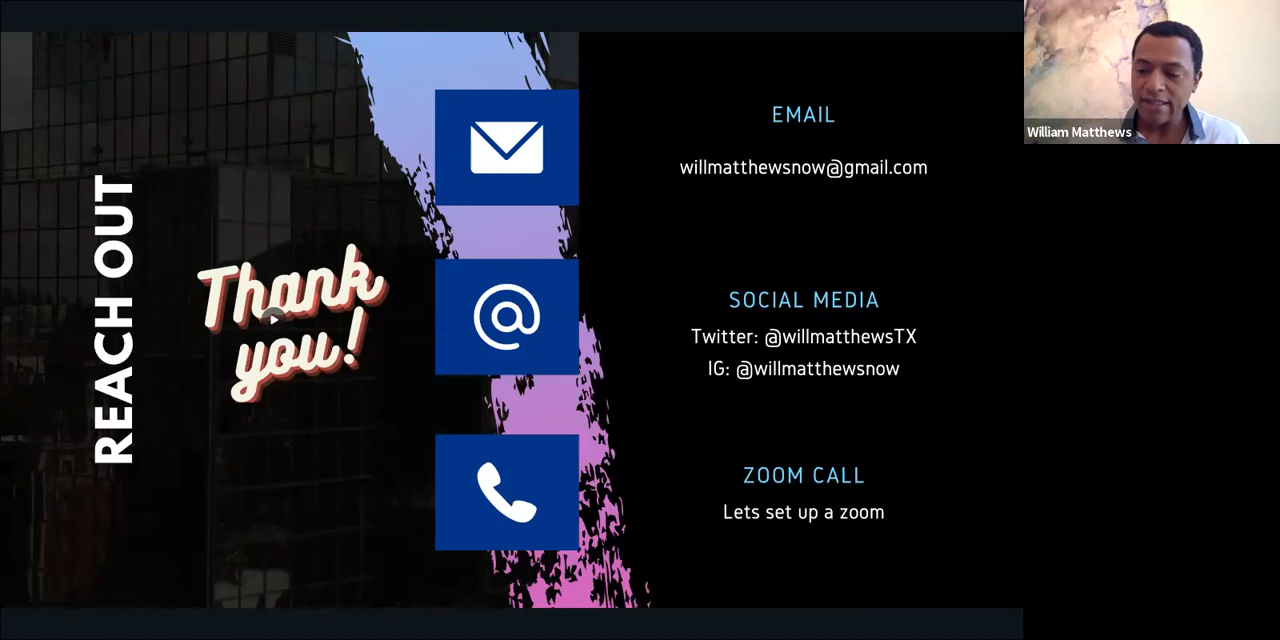 REACH OUT
Thank
you!
EMAIL
willmatthewsnow@gmail.com
SOCIAL MEDIA
Twitter: @willmatthewsTX
IG: @willmatthewsnow
ZOOM CALL
Lets set up a zoom
William Matthews